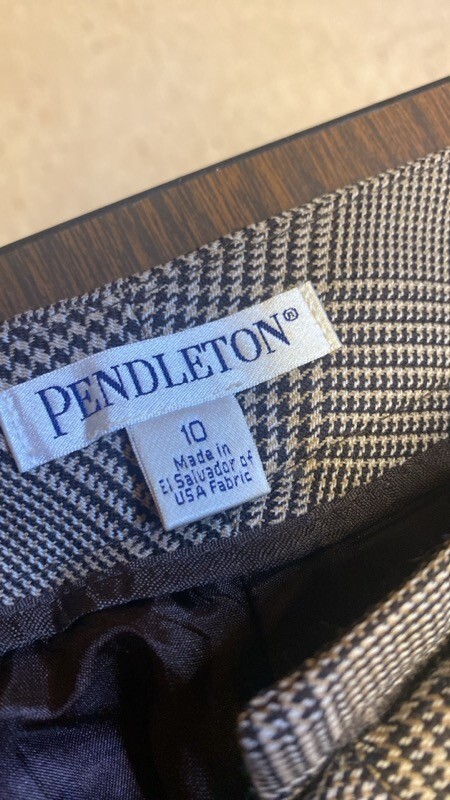 PENDLETON®
10
Made in
El Salvador of
USA Fabric